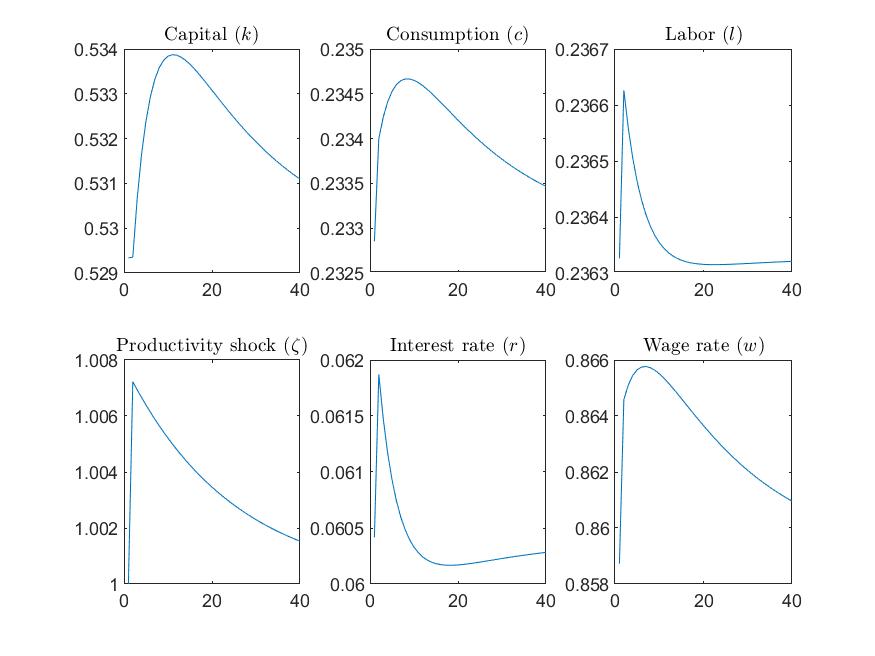 Capital (k)
0.534
0.533
0.532
0.531
0.53
0.529
0 20 40
Consumption (c)
0.235
0.2345
0.234
0.2335
0.233
0.2325
0 20 40
Labor (l)
0.2367
0.2366
0.2365
0.2364
0.2363
0 20 40
Productivity shock (ζ)
1.008
1.006
1.004
1.002
1
0 20 40
Interest rate (r)
0.062
0.0615
0.061
0.0605
0.06
0 20 40
Wage rate (w)
0.866
0.864
0.862
0.86
0.858
0 20 40